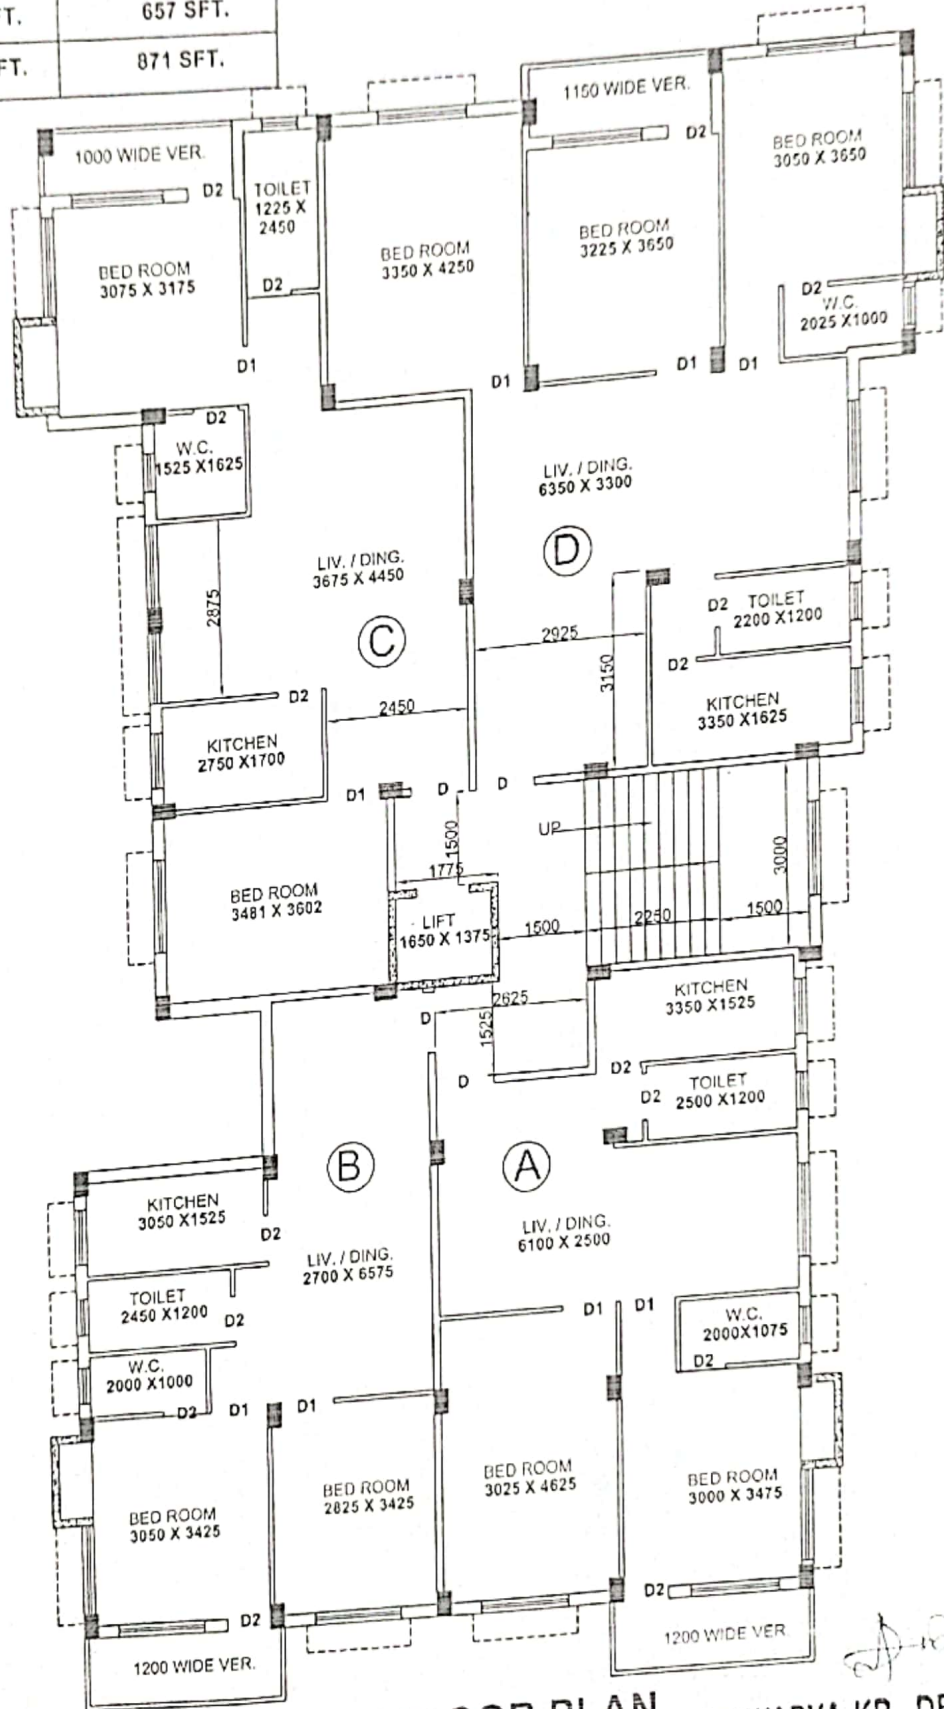 FT.
657 SFT.
FT.
871 SFT.
1150 WIDE VER.
D2
BED ROOM
3050 X 3650
1000 WIDE VER.
D2
TOILET
1225 X
2450
D2
BED ROOM
3075 X 3175
BED ROOM
3350 X 4250
BED ROOM
3225 X 3650
D2
W.C.
2025 X1000
D1
D1
D1
D1
D2
W.C.
1525 X1625
LIV. / DING.
6350 X 3300
D
LIV. / DING.
3675 X 4450
2875
C
2925
3150
D2
TOILET
2200 X1200
D2
KITCHEN
3350 X1625
D2
2450
KITCHEN
2750 X1700
D1
D
D
UP
1500
1775
3000
BED ROOM
3481 X 3602
LIFT
1650 X 1375
1500
2250
1500
KITCHEN
3350 X1525
2625
D
1525
D
D2
D2
TOILET
2500 X1200
B
A
KITCHEN
3050 X1525
D2
LIV. / DING.
2700 X 6575
LIV. / DING.
6100 X 2500
TOILET
2450 X1200
D2
D1
D1
W.C.
2000X1075
D2
W.C.
2000 X1000
D2
D1
D1
BED ROOM
3050 X 3425
BED ROOM
2825 X 3425
BED ROOM
3025 X 4625
BED ROOM
3000 X 3475
D2
D2
1200 WIDE VER.
1200 WIDE VER.
OOR PLAN